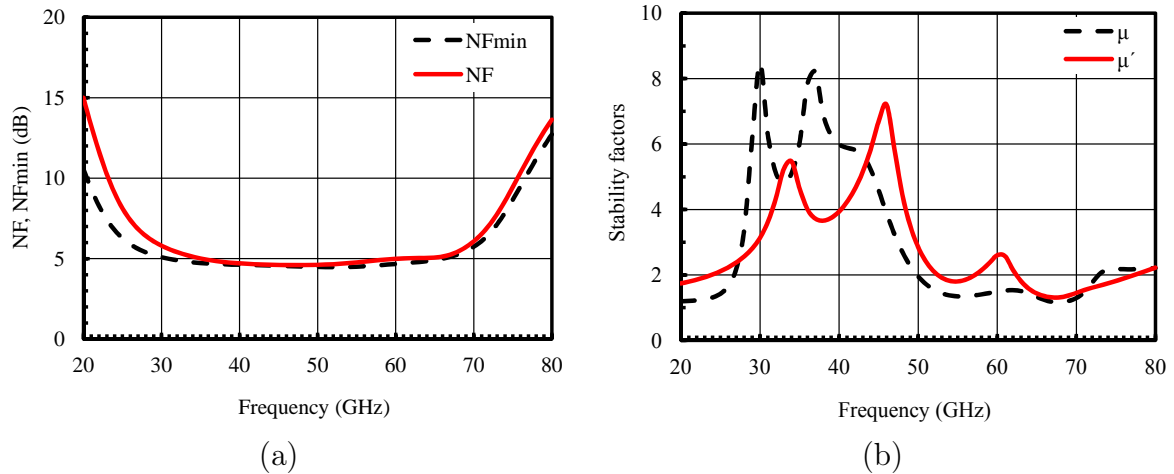 20
15
10
5
0
NF, NFmin (dB)
NFmin
NF
20 30 40 50 60 70 80
Frequency (GHz)
(a)
10
8
6
4
2
0
Stability factors
μ
μ´
20 30 40 50 60 70 80
Frequency (GHz)
(b)